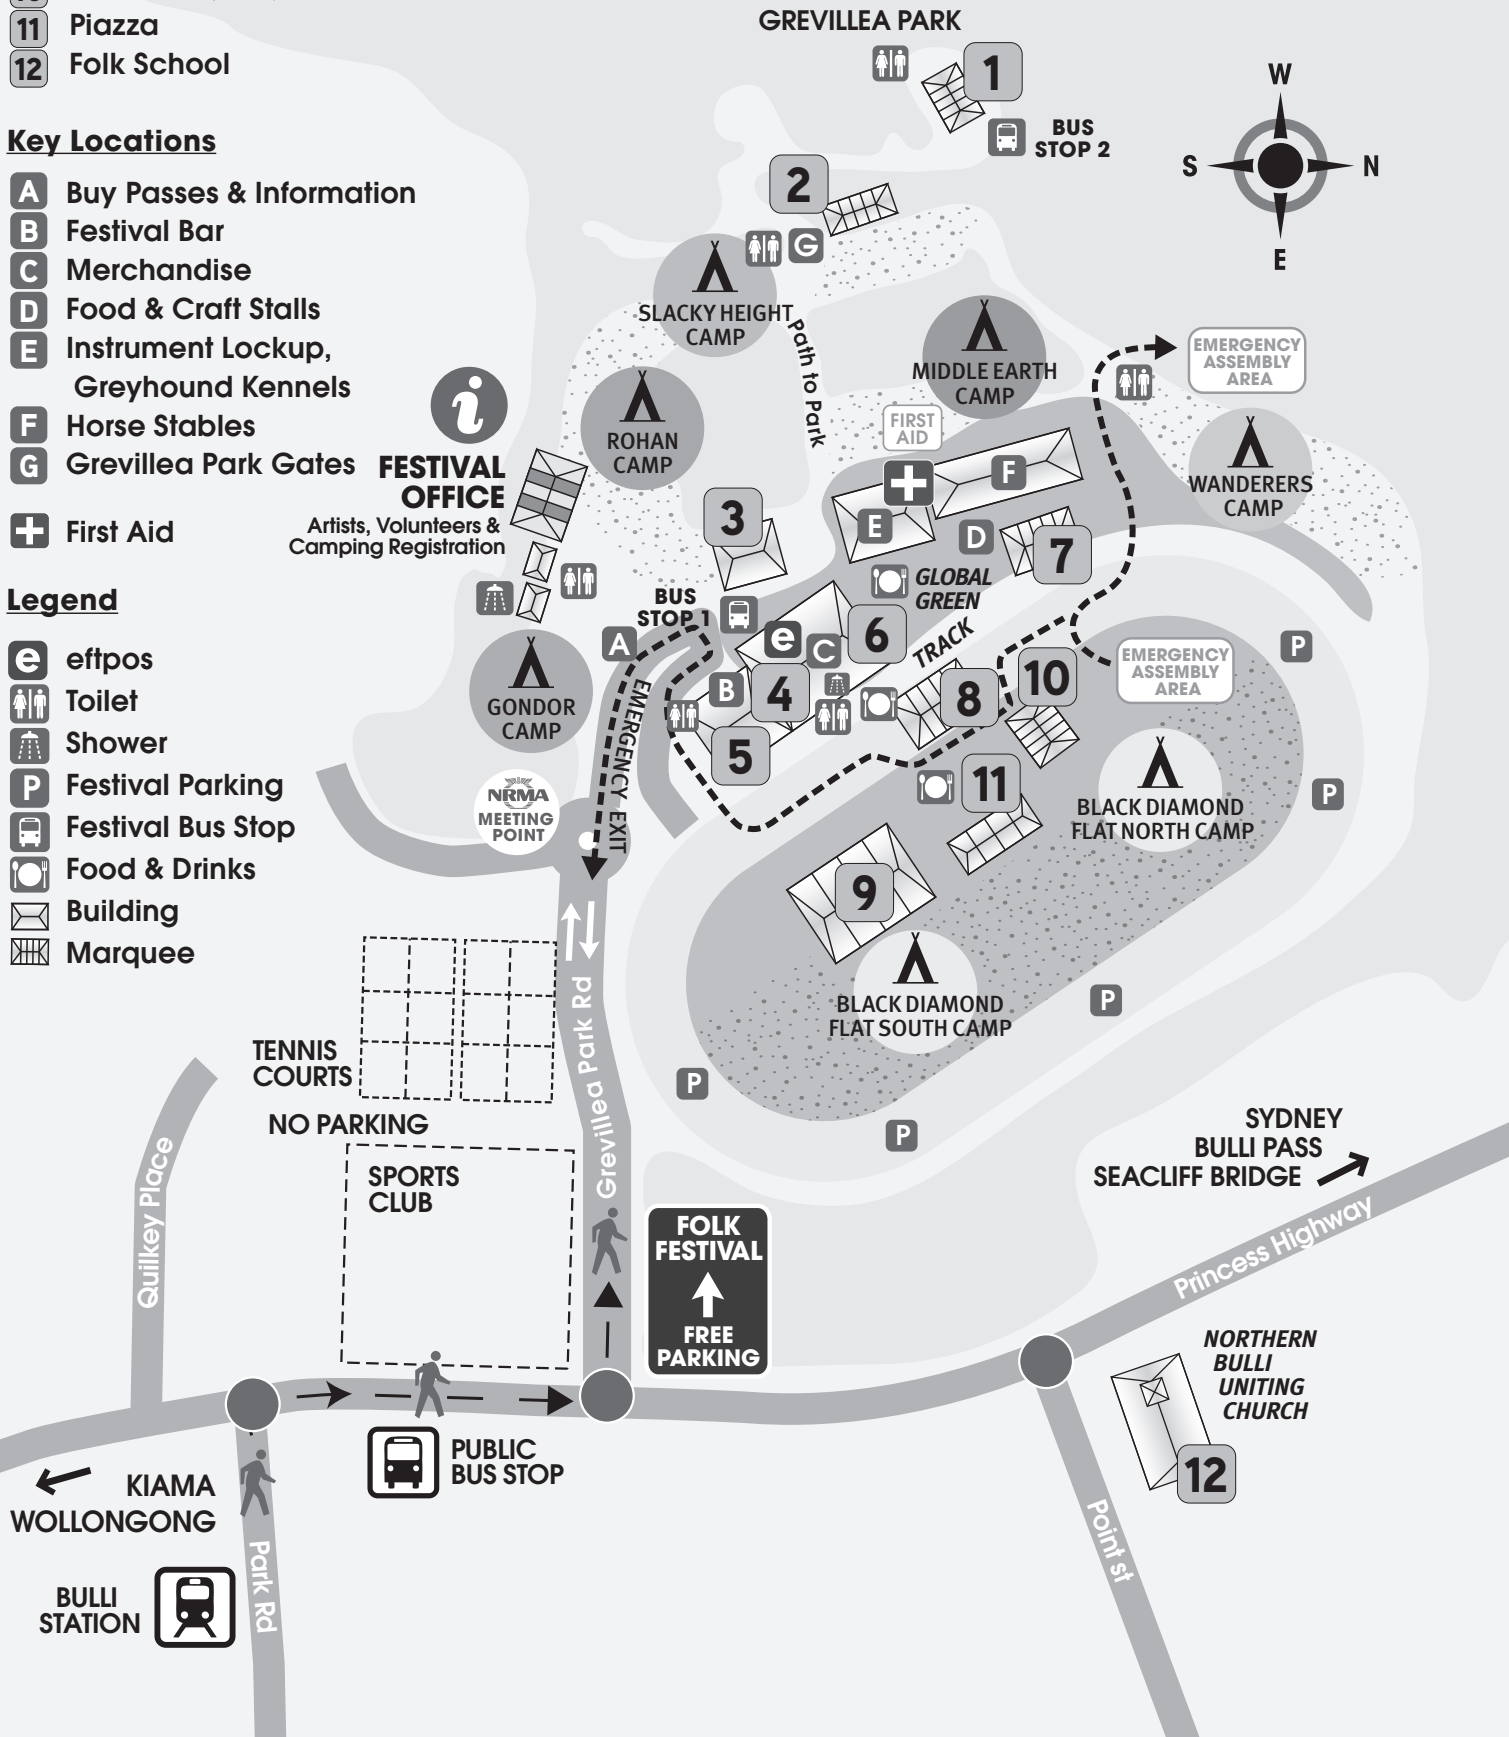 11 Piazza
12 Folk School
Key Locations
A Buy Passes & Information
B Festival Bar
C Merchandise
D Food & Craft Stalls
E Instrument Lockup,
Greyhound Kennels
F Horse Stables
G Grevillea Park Gates
First Aid
Legend
e eftpos
Toilet
Shower
P Festival Parking
Festival Bus Stop
Food & Drinks
Building
Marquee
GREVILLEA PARK
1
BUS
STOP 2
W
S
N
E
2
G
SLACKY HEIGHT
CAMP
Path to Park
MIDDLE EARTH
CAMP
EMERGENCY
ASSEMBLY
AREA
i
FESTIVAL
OFFICE
Artists, Volunteers &
Camping Registration
ROHAN
CAMP
FIRST
AID
F
E
D
WANDERERS
CAMP
3
7
GLOBAL
GREEN
BUS
STOP 1
A
e
C
6
TRACK
P
EMERGENCY
ASSEMBLY
AREA
GONDOR
CAMP
EMERGENCY EXIT
B
4
8
10
5
11
P
NRMA
MEETING
POINT
BLACK DIAMOND
FLAT NORTH CAMP
9
BLACK DIAMOND
FLAT SOUTH CAMP
P
P
P
Grevillea Park Rd
TENNIS
COURTS
NO PARKING
SPORTS
CLUB
Quilkey Place
FOLK
FESTIVAL
FREE
PARKING
SYDNEY
BULLI PASS
SEACLIFF BRIDGE
Princess Highway
NORTHERN
BULLI
UNITING
CHURCH
12
PUBLIC
BUS STOP
KIAMA
WOLLONGONG
BULLI
STATION
Park Rd
Point st